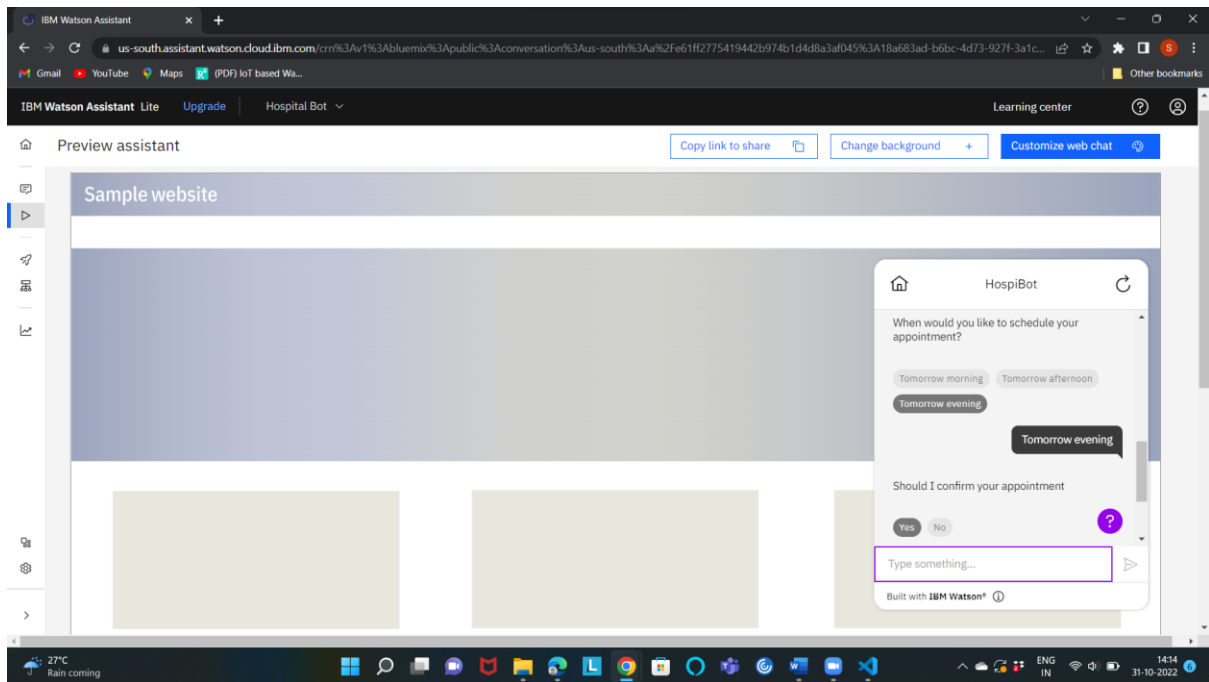 IBM Watson Assistant
us-south.assistant.watson.cloud.ibm.com/crn%3Av1%3Abluemix%3Apublic%3Aconversation%3Aus-south%3Aa%2Fe61ff2775419442b974b1d4d8a3af045%3A18a683ad-b6bc-4d73-927f-3a1c...
Gmail YouTube Maps (PDF) IoT based Wa... Other bookmarks
IBM Watson Assistant Lite Upgrade Hospital Bot Learning center
Preview assistant Copy link to share Change background + Customize web chat
Sample website
HospiBot
When would you like to schedule your
appointment?
Tomorrow morning Tomorrow afternoon
Tomorrow evening
Tomorrow evening
Should I confirm your appointment
Yes No
?
Type something...
Built with IBM Watson®
27°C
Rain coming
ENG
IN
14:14
31-10-2022
6